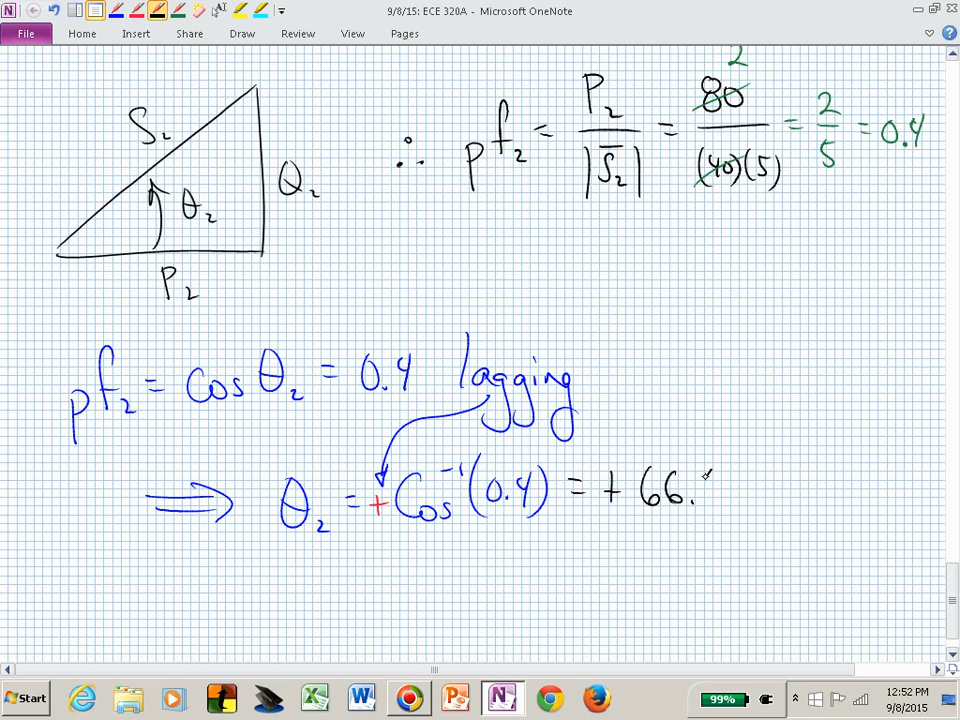 9/8/15: ECE 320A - Microsoft OneNote
File Home Insert Share Draw Review View Pages
S₂ θ₂ Q₂ P₂
∴ pf₂ = P₂ / |S̅₂| = 80 / (40)(5) = 2/5 = 0.4
2
pf₂ = cos θ₂ = 0.4 lagging
⟹ θ₂ = + Cos⁻¹(0.4) = + 66.
Start 99% 12:52 PM
9/8/2015